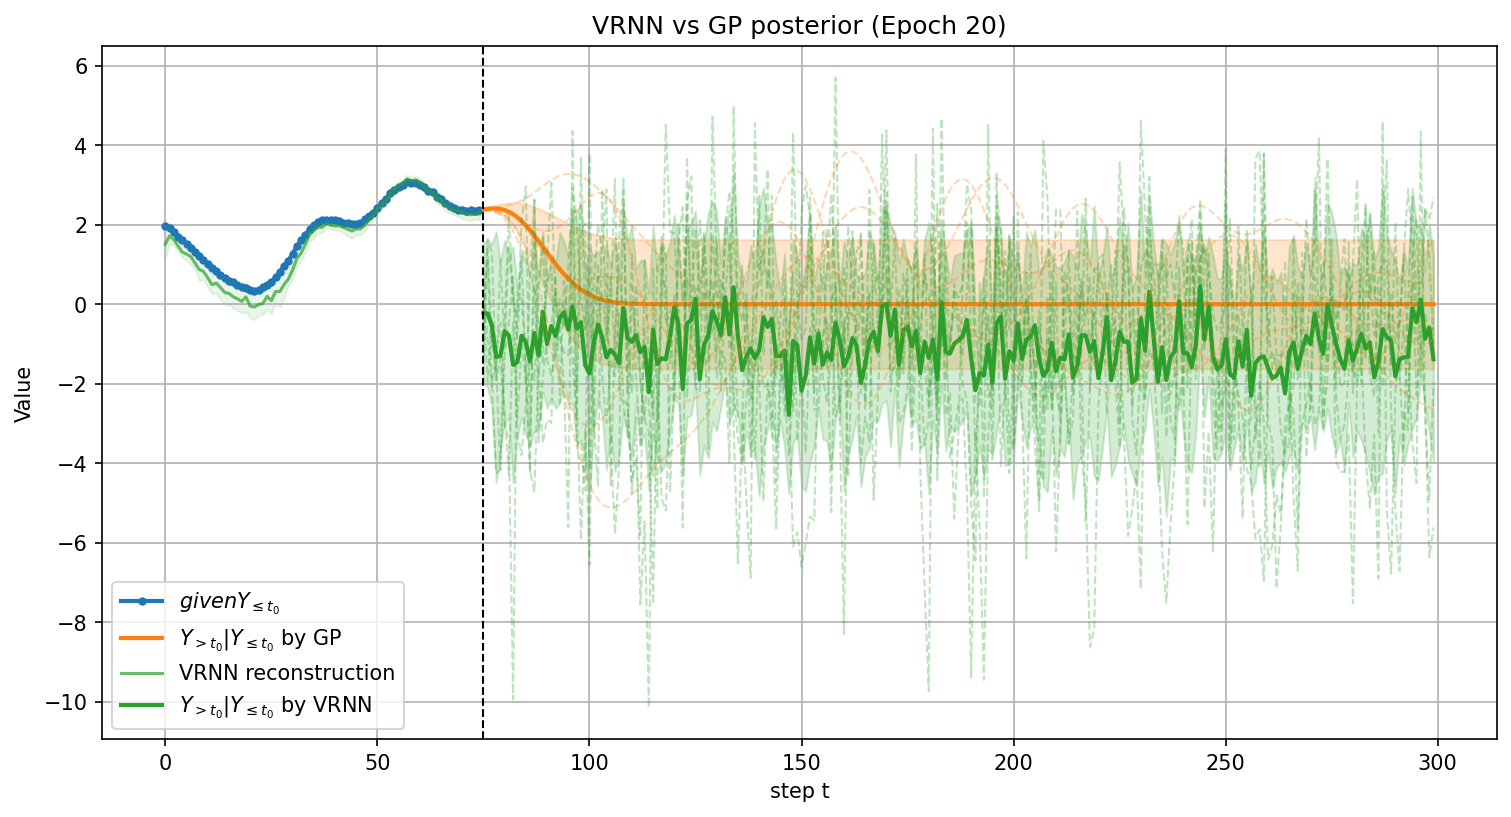 VRNN vs GP posterior (Epoch 20)
Value
6
4
2
0
−2
−4
−6
−8
−10
givenY≤t₀
Y>t₀|Y≤t₀ by GP
VRNN reconstruction
Y>t₀|Y≤t₀ by VRNN
0 50 100 150 200 250 300
step t